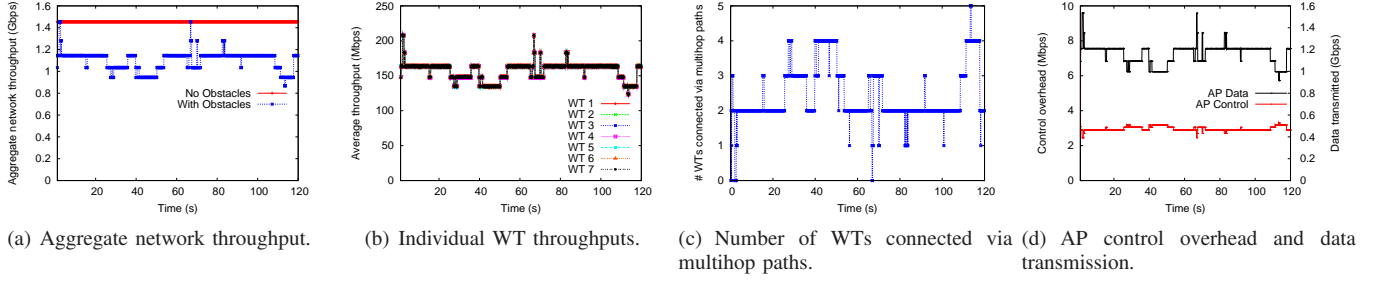 Aggregate network throughput (Gbps)
1.6
1.4
1.2
1
0.8
0.6
0.4
0.2
0
No Obstacles
With Obstacles
20 40 60 80 100 120
Time (s)
(a) Aggregate network throughput.
Average throughput (Mbps)
250
200
150
100
50
0
WT 1
WT 2
WT 3
WT 4
WT 5
WT 6
WT 7
20 40 60 80 100 120
Time (s)
(b) Individual WT throughputs.
# WTs connected via multihop paths
5
4
3
2
1
0
0 20 40 60 80 100 120
Time (s)
(c) Number of WTs connected via
multihop paths.
Control overhead (Mbps)
10
8
6
4
2
0
AP Data
AP Control
1.6
1.4
1.2
1
0.8
0.6
0.4
0.2
0
Data transmitted (Gbps)
20 40 60 80 100 120
Time (s)
(d) AP control overhead and data
transmission.